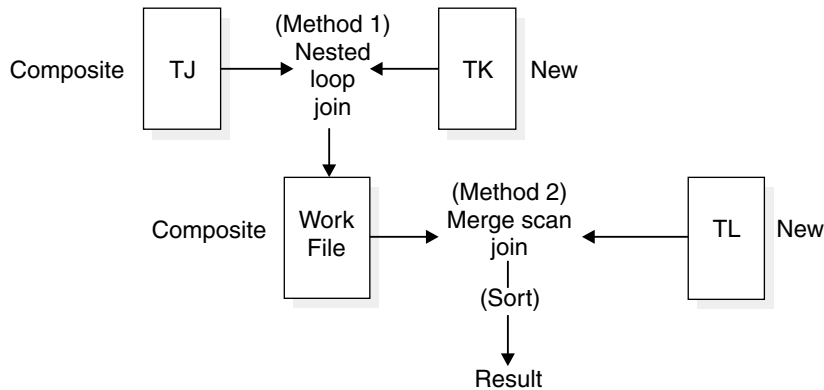 (Method 1)
Nested
loop
join
Composite
TJ
TK
New
(Method 2)
Merge scan
join
Composite
Work
File
TL
New
(Sort)
Result